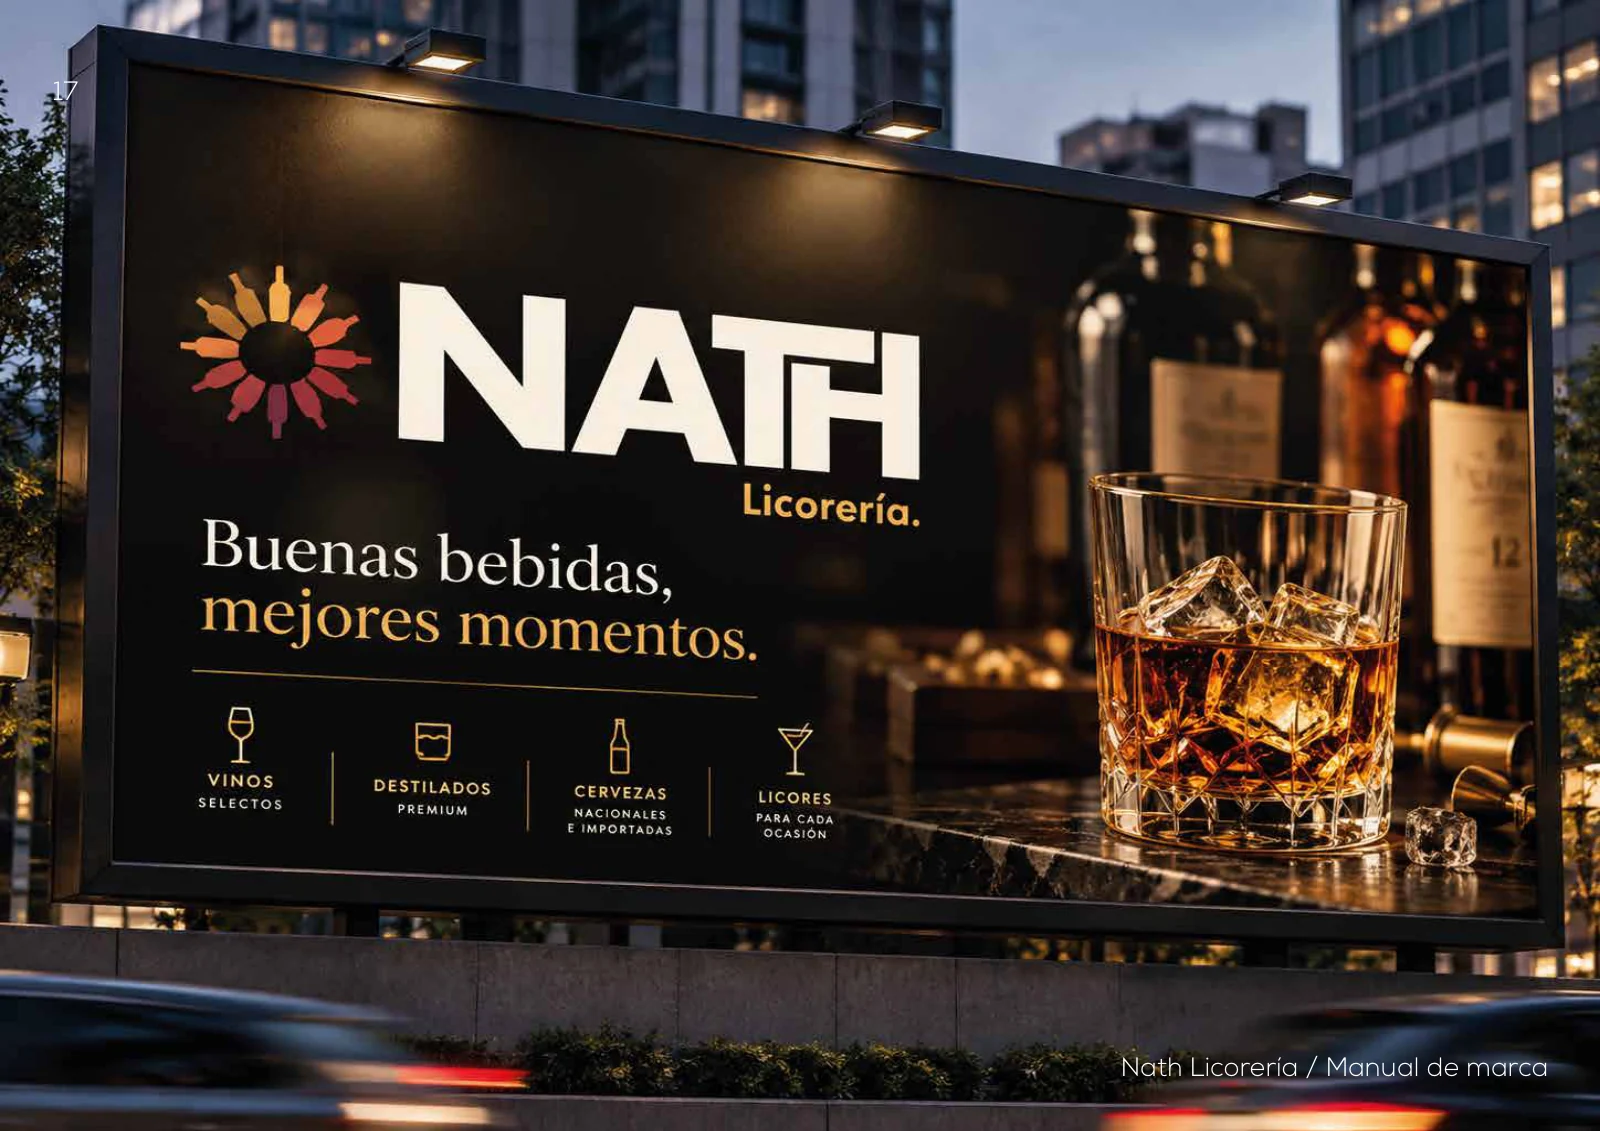 17
NATH
Licorería.
Buenas bebidas,
mejores momentos.
VINOS
SELECTOS
DESTILADOS
PREMIUM
CERVEZAS
NACIONALES
E IMPORTADAS
LICORES
PARA CADA
OCASIÓN
12
Nath Licorería / Manual de marca